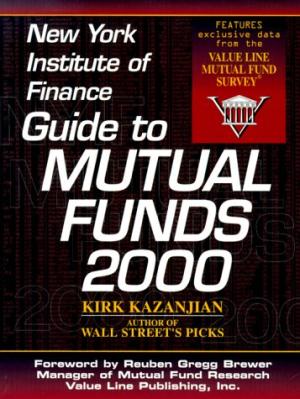 New York
Institute of
Finance
Guide to
MUTUAL
FUNDS
2000
FEATURES
exclusive data
from the
VALUE LINE
MUTUAL FUND
SURVEY®
KIRK KAZANJIAN
AUTHOR OF
WALL STREET'S PICKS
Foreword by Reuben Gregg Brewer
Manager of Mutual Fund Research
Value Line Publishing, Inc.